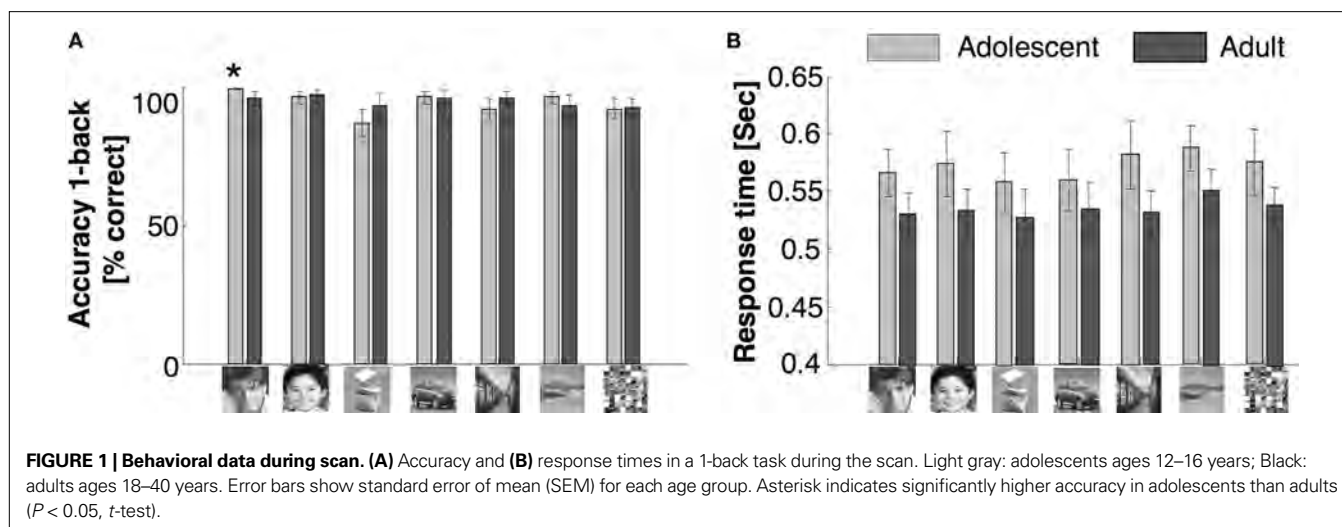 A
Accuracy 1-back
[% correct]
100
50
0
*
B
Adolescent
Adult
Response time [Sec]
0.65
0.6
0.55
0.5
0.45
0.4
FIGURE 1 | Behavioral data during scan. (A) Accuracy and (B) response times in a 1-back task during the scan. Light gray: adolescents ages 12–16 years; Black:
adults ages 18–40 years. Error bars show standard error of mean (SEM) for each age group. Asterisk indicates significantly higher accuracy in adolescents than adults
(P < 0.05, t-test).